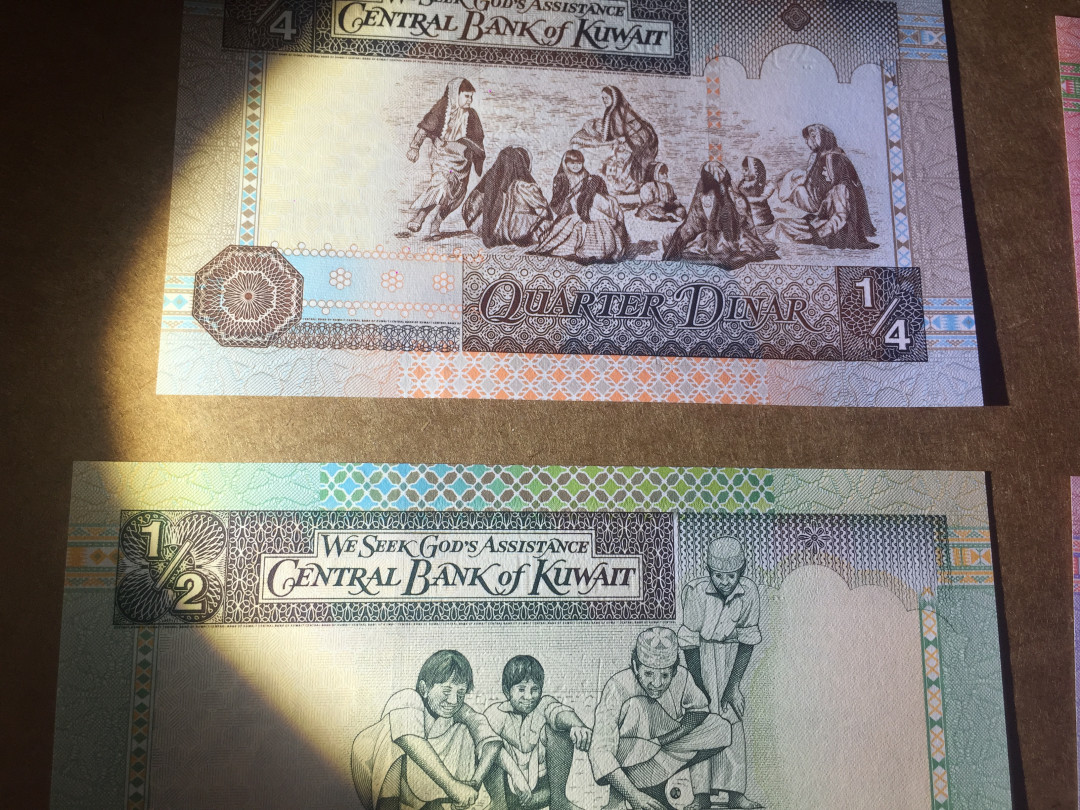 1/4
WE SEEK GOD'S ASSISTANCE
CENTRAL BANK of KUWAIT
QUARTER DINAR
1/4
1/2
WE SEEK GOD'S ASSISTANCE
CENTRAL BANK of KUWAIT